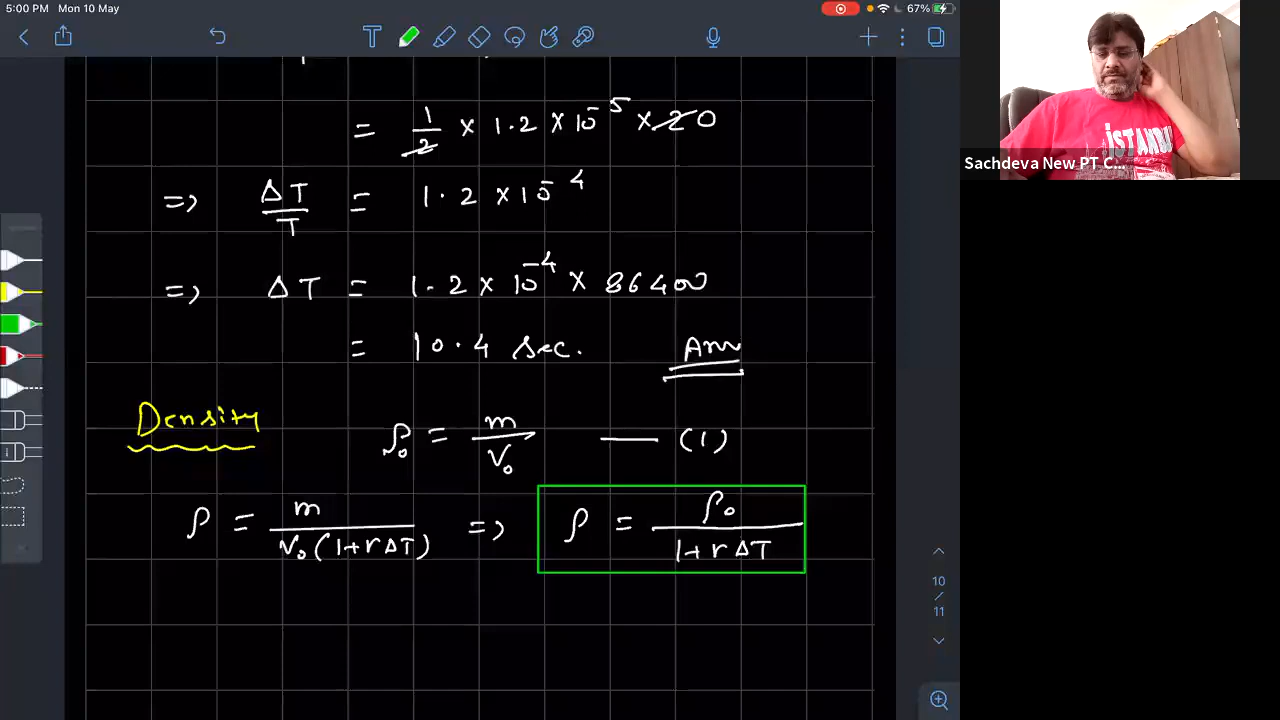 5:00 PM Mon 10 May 67%
= 1/2 × 1.2 × 10⁻⁵ × 20
=> ΔT/T = 1.2 × 10⁻⁴
=> ΔT = 1.2 × 10⁻⁴ × 86400
= 10.4 sec. Ans
Density ρ₀ = m/V₀ — (1)
ρ = m/V₀(1+rΔT) => ρ = ρ₀/1+rΔT
10
/
11
İSTANBUL
Sachdeva New PT C...